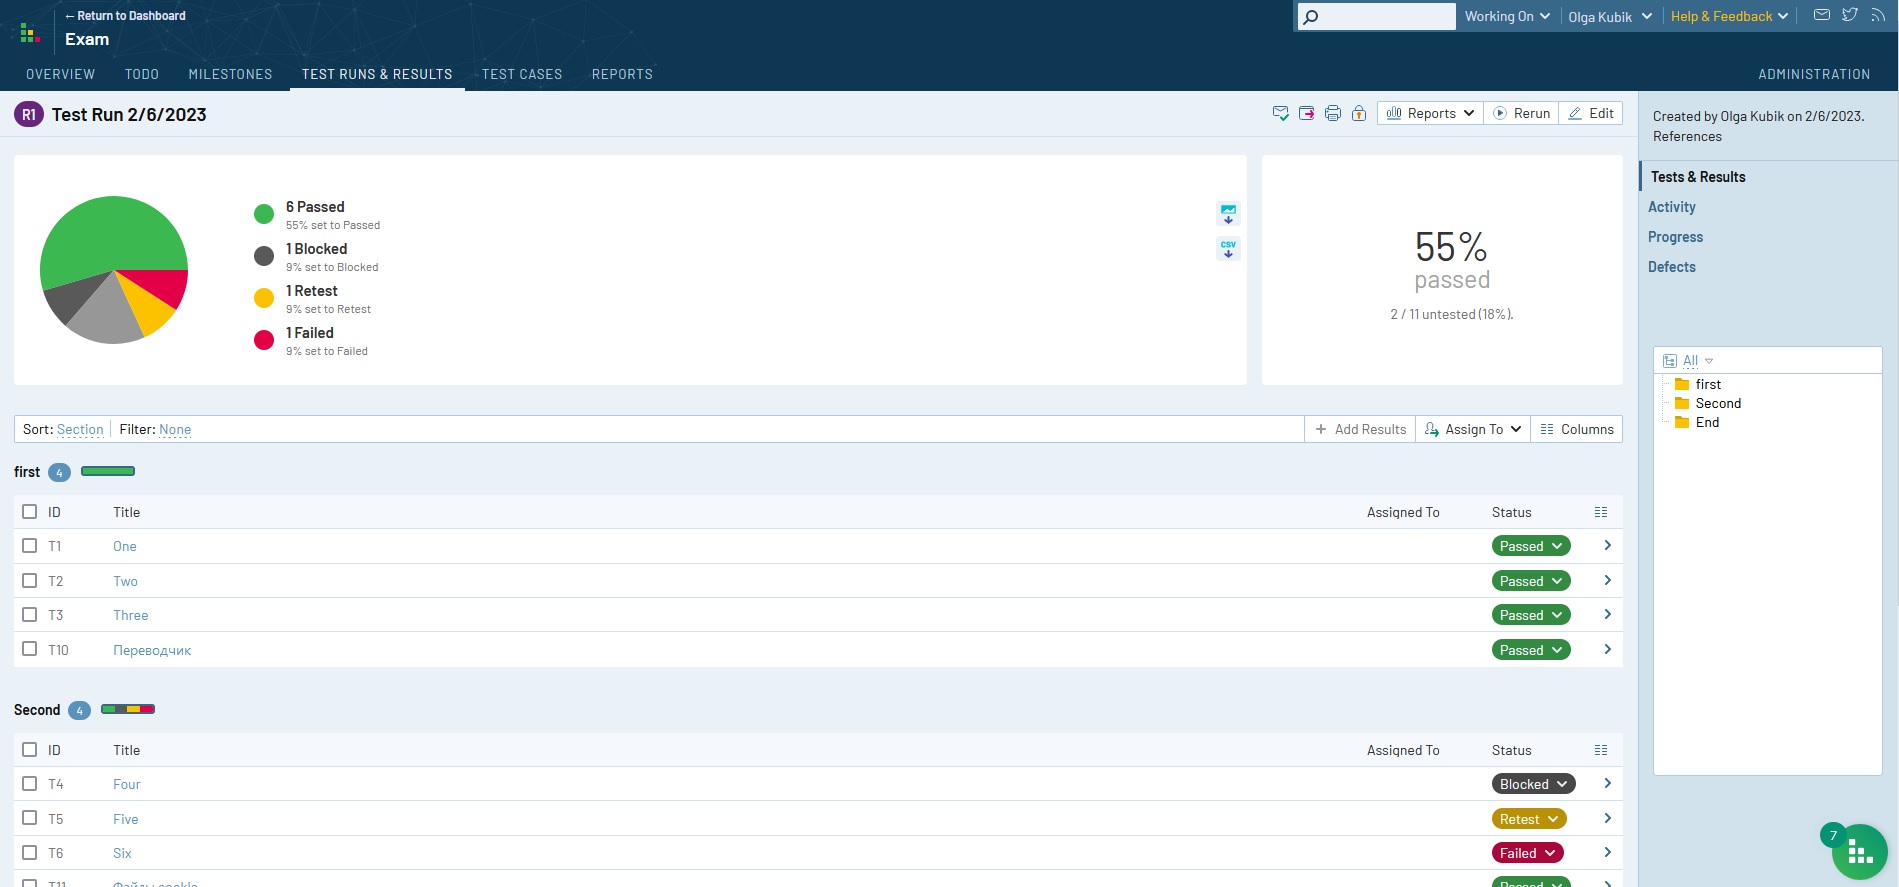 ← Return to Dashboard
Exam
Working On
Olga Kubik
Help & Feedback
OVERVIEW TODO MILESTONES TEST RUNS & RESULTS TEST CASES REPORTS ADMINISTRATION
R1 Test Run 2/6/2023
Reports Rerun Edit
Created by Olga Kubik on 2/6/2023.
References
Tests & Results
Activity
Progress
Defects
6 Passed
55% set to Passed
1 Blocked
9% set to Blocked
1 Retest
9% set to Retest
1 Failed
9% set to Failed
CSV
55%
passed
2 / 11 untested (18%).
All
first
Second
End
Sort: Section Filter: None + Add Results Assign To Columns
first 4
ID Title Assigned To Status
T1 One Passed
T2 Two Passed
T3 Three Passed
T10 Переводчик Passed
Second 4
ID Title Assigned To Status
T4 Four Blocked
T5 Five Retest
T6 Six Failed
T11 Passed
7